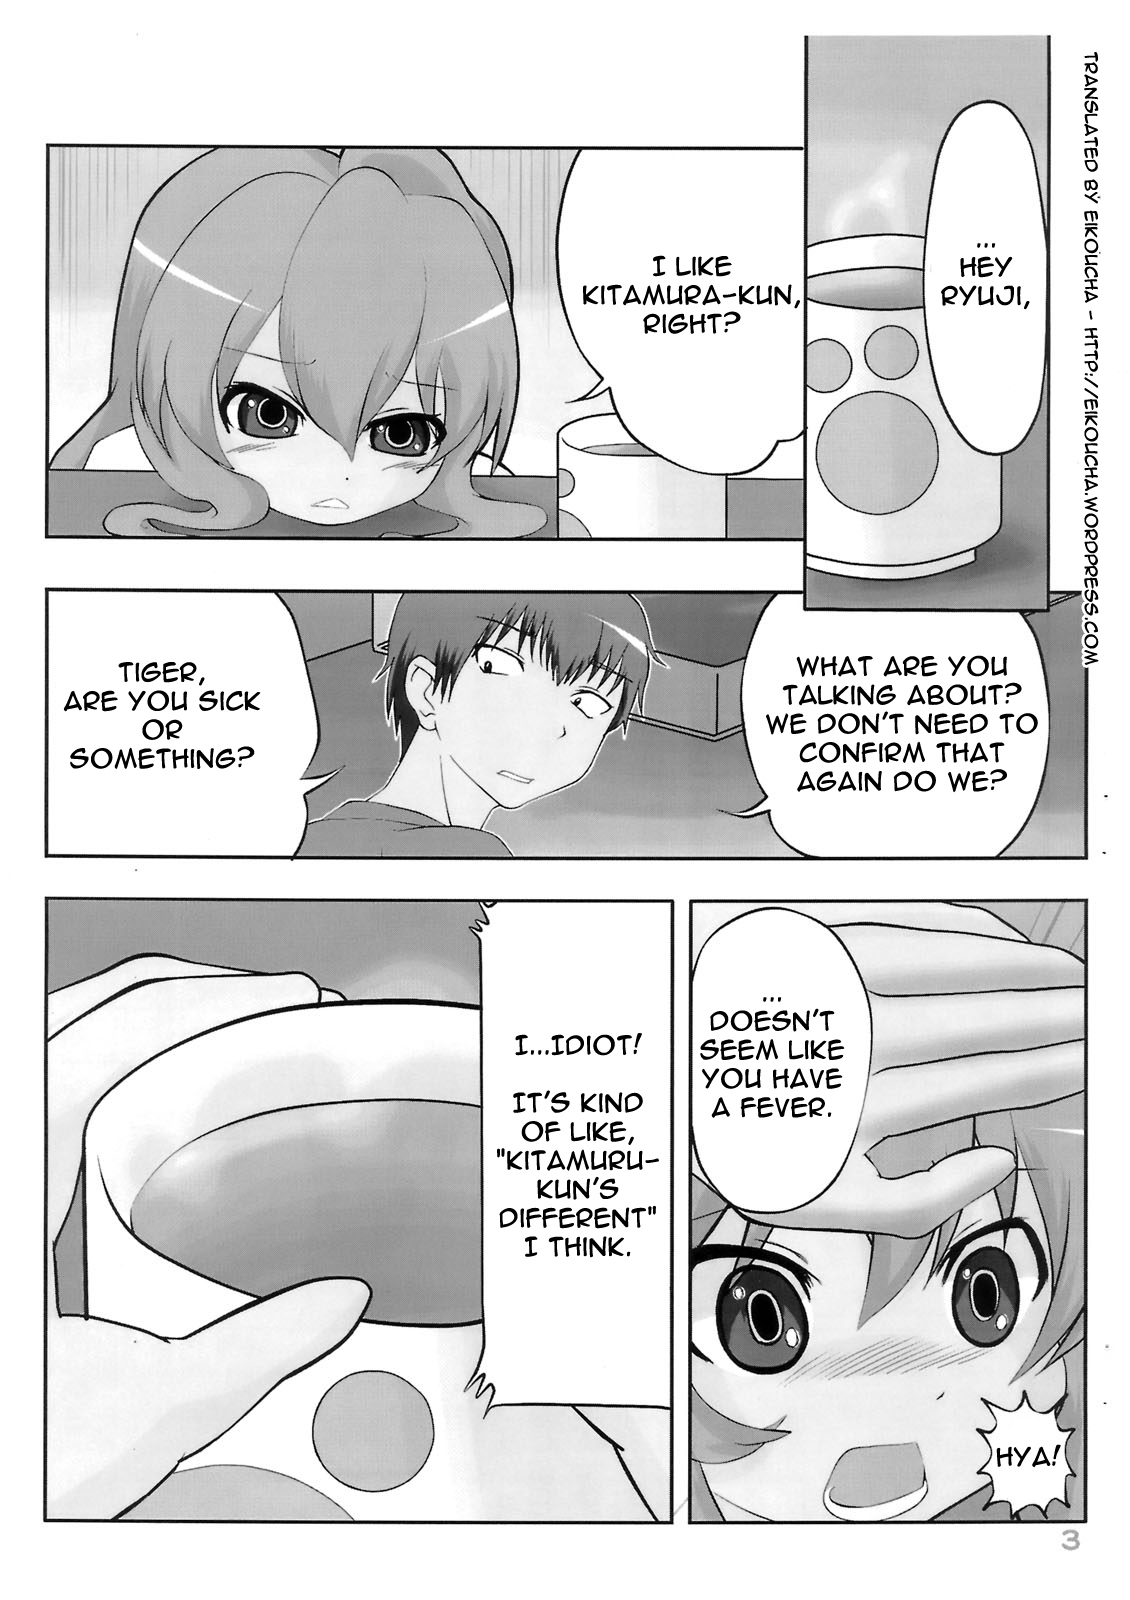 ...
HEY
RYUJI,
I LIKE
KITAMURA-KUN,
RIGHT?
WHAT ARE YOU
TALKING ABOUT?
WE DON'T NEED TO
CONFIRM THAT
AGAIN DO WE?
TIGER,
ARE YOU SICK
OR
SOMETHING?
...
DOESN'T
SEEM LIKE
YOU HAVE
A FEVER.
HYA!
I...IDIOT!
IT'S KIND
OF LIKE,
"KITAMURU-
KUN'S
DIFFERENT"
I THINK.
TRANSLATED BY EIKOUCHA - HTTP://EIKOUCHA.WORDPRESS.COM
3